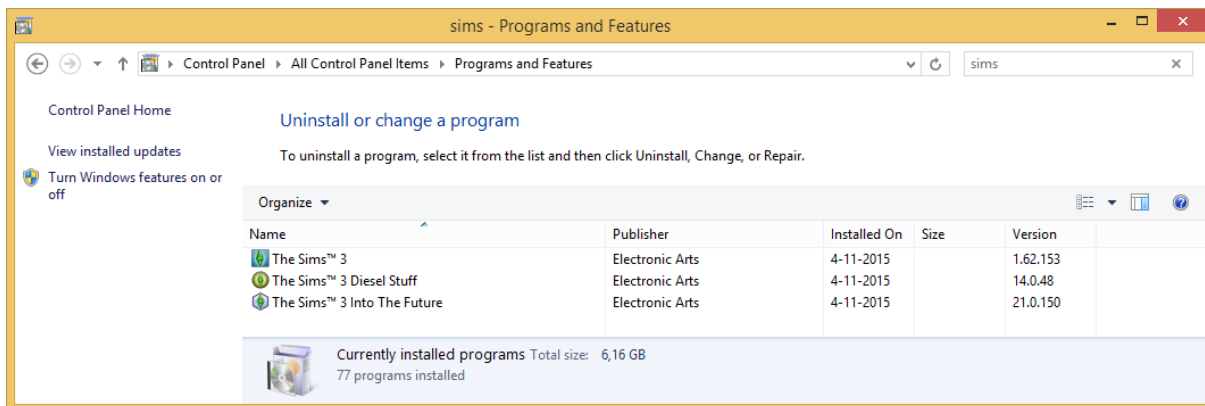 sims - Programs and Features
Control Panel All Control Panel Items Programs and Features sims
Control Panel Home
View installed updates
Turn Windows features on or
off
Uninstall or change a program
To uninstall a program, select it from the list and then click Uninstall, Change, or Repair.
Organize
Name Publisher Installed On Size Version
The Sims™ 3 Electronic Arts 4-11-2015 1.62.153
The Sims™ 3 Diesel Stuff Electronic Arts 4-11-2015 14.0.48
The Sims™ 3 Into The Future Electronic Arts 4-11-2015 21.0.150
Currently installed programs Total size: 6,16 GB
77 programs installed